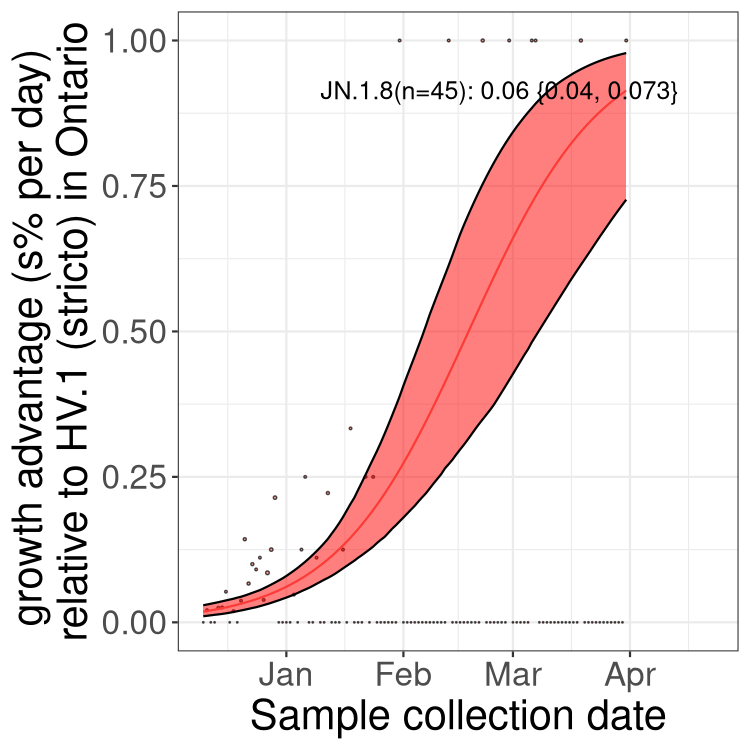 growth advantage (s% per day)
relative to HV.1 (stricto) in Ontario
1.00
0.75
0.50
0.25
0.00
JN.1.8(n=45): 0.06 {0.04, 0.073}
Jan Feb Mar Apr
Sample collection date